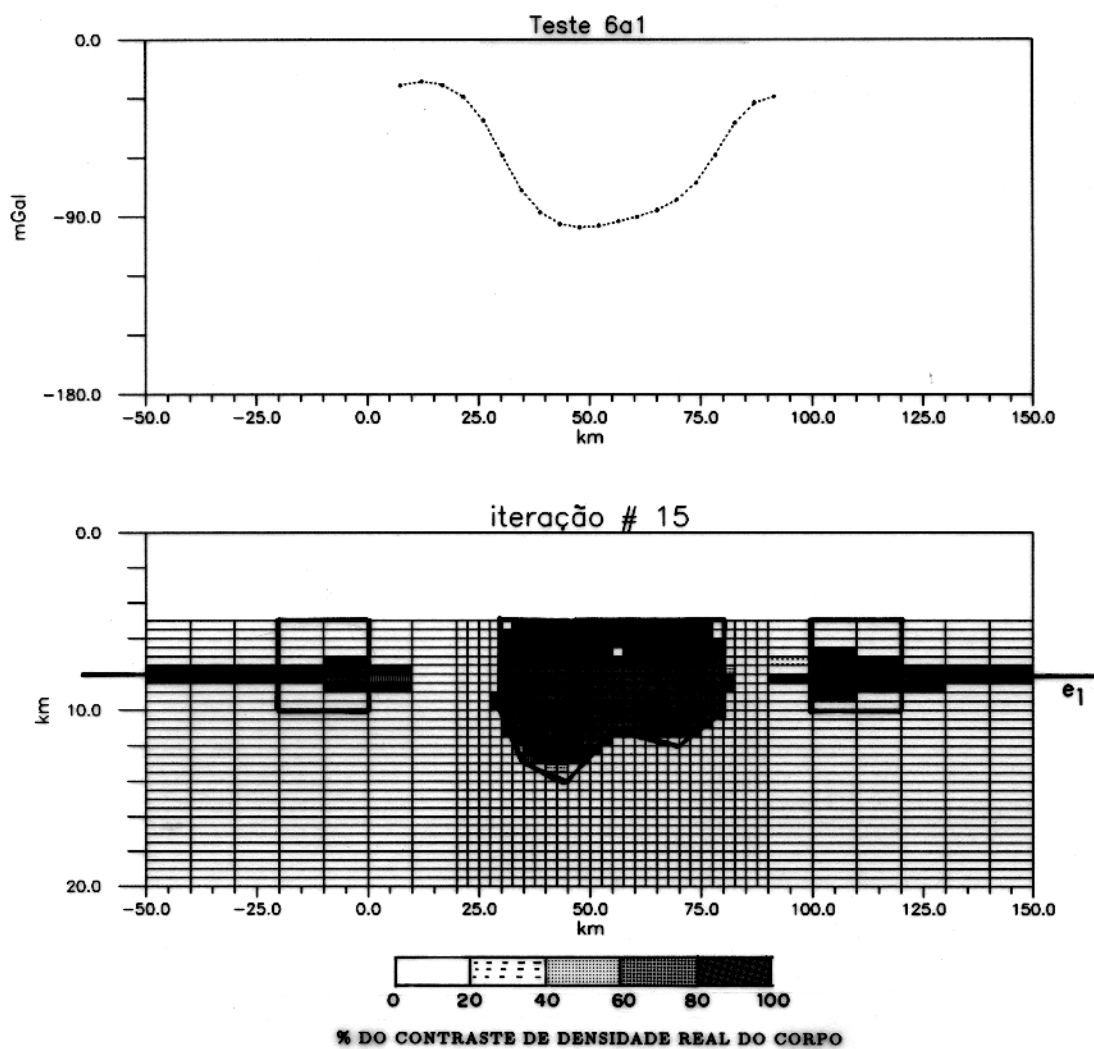 Teste 6a1
0.0
mGal
-90.0
-180.0
-50.0 -25.0 0.0 25.0 50.0 75.0 100.0 125.0 150.0
km
iteração # 15
0.0
km
10.0
e1
20.0
-50.0 -25.0 0.0 25.0 50.0 75.0 100.0 125.0 150.0
km
0 20 40 60 80 100
% DO CONTRASTE DE DENSIDADE REAL DO CORPO